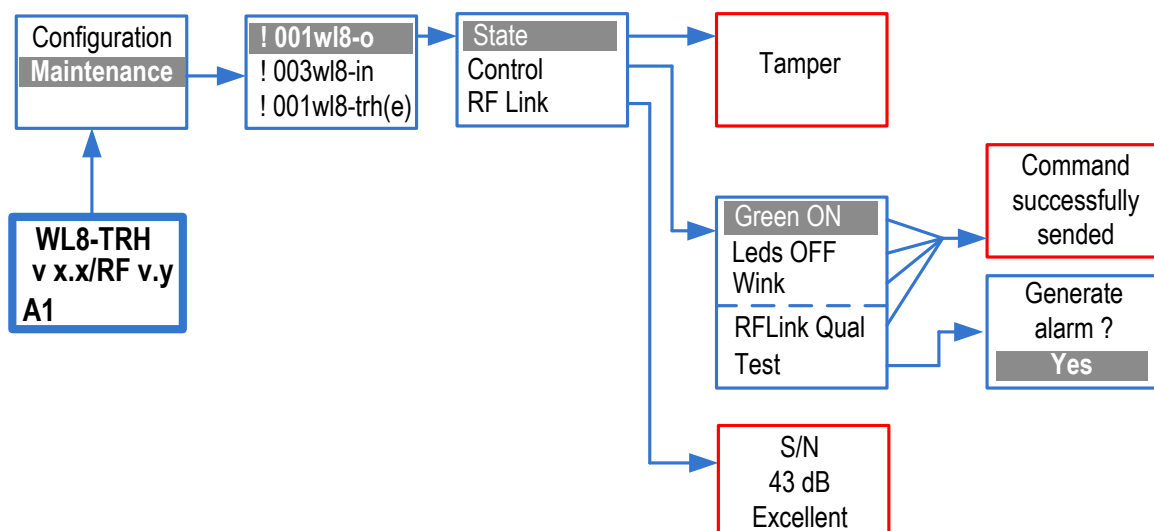 Configuration
Maintenance
! 001wl8-o
! 003wl8-in
! 001wl8-trh(e)
State
Control
RF Link
Tamper
WL8-TRH
v x.x/RF v.y
A1
Green ON
Leds OFF
Wink
RFLink Qual
Test
Command
successfully
sended
Generate
alarm ?
Yes
S/N
43 dB
Excellent